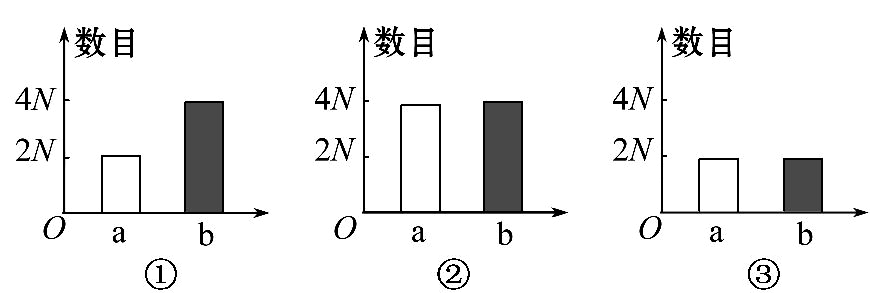 数目 数目 数目
4N 4N 4N
2N 2N 2N
O a b O a b O a b
① ② ③